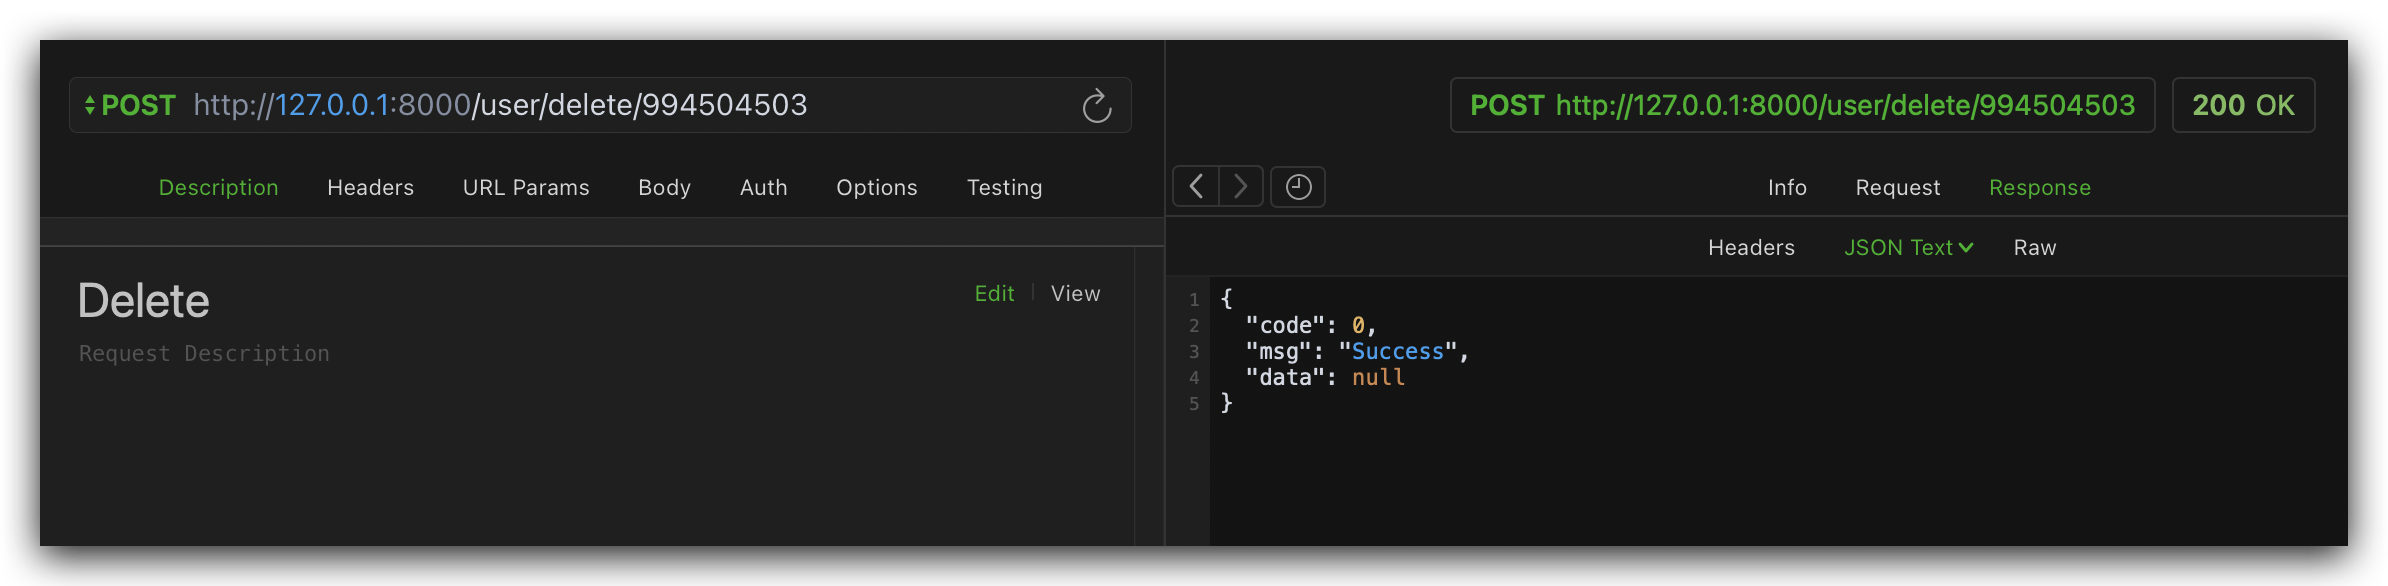 POST http://127.0.0.1:8000/user/delete/994504503
Description Headers URL Params Body Auth Options Testing
Delete
Edit View
Request Description
POST http://127.0.0.1:8000/user/delete/994504503 200 OK
Info Request Response
Headers JSON Text Raw
1 {
2 "code": 0,
3 "msg": "Success",
4 "data": null
5 }